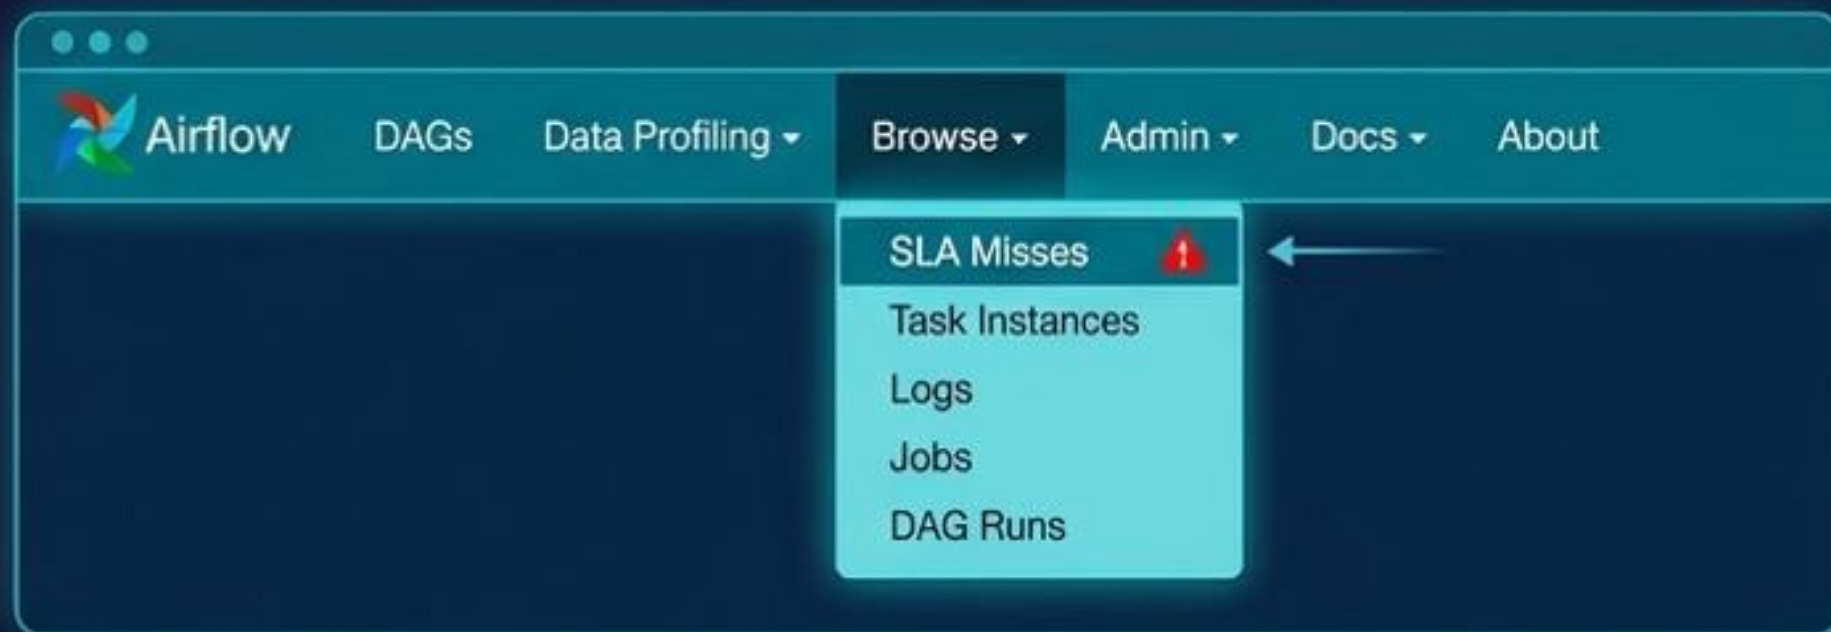 Airflow DAGs Data Profiling Browse Admin Docs About
SLA Misses
Task Instances
Logs
Jobs
DAG Runs